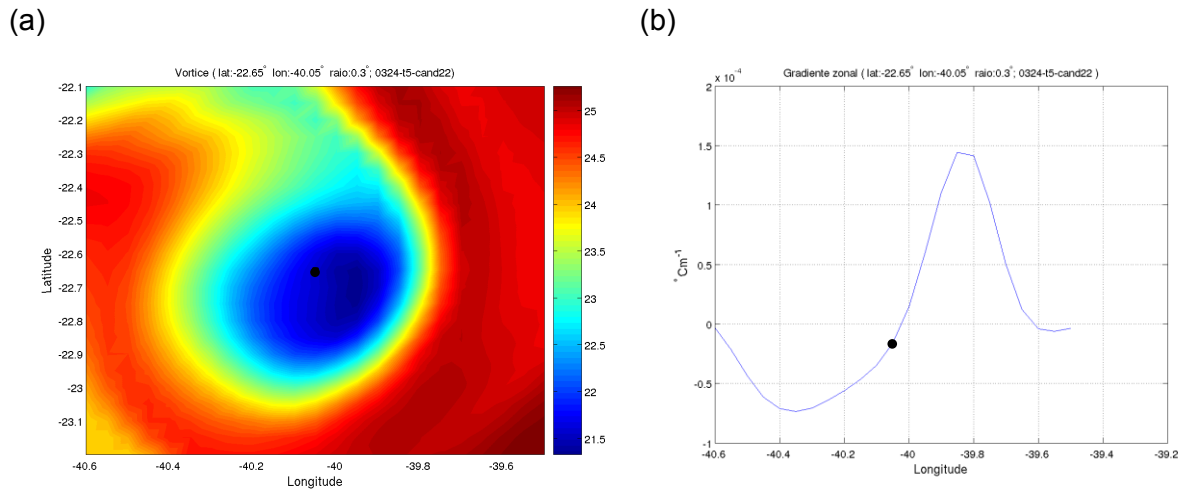 (a)
Vortice ( lat:-22.65° lon:-40.05° raio:0.3°; 0324-t5-cand22)
-22.1
-22.2
-22.3
-22.4
-22.5
-22.6
-22.7
-22.8
-22.9
-23
-23.1
Latitude
-40.6 -40.4 -40.2 -40 -39.8 -39.6
Longitude
25
24.5
24
23.5
23
22.5
22
21.5
(b)
Gradiente zonal ( lat:-22.65° lon:-40.05° raio:0.3°; 0324-t5-cand22 )
x 10⁻⁴
2
1.5
1
0.5
0
-0.5
-1
°Cm⁻¹
-40.6 -40.4 -40.2 -40 -39.8 -39.6 -39.4 -39.2
Longitude